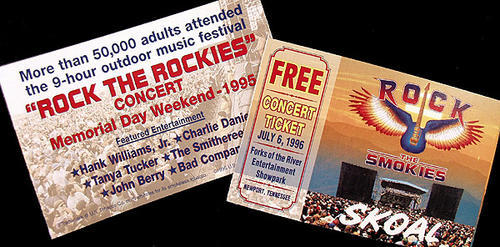 More than 50,000 adults attended
the 9-hour outdoor music festival
"ROCK THE ROCKIES"
CONCERT
Memorial Day Weekend - 1995
Featured Entertainment
★Hank Williams, Jr. ★Charlie Danie
★Tanya Tucker ★The Smitheree
★John Berry ★Bad Compan
FREE
CONCERT
TICKET
JULY 6, 1996
Forks of the River
Entertainment
Showpark
NEWPORT, TENNESSEE
ROCK
THE
SMOKIES
SKOAL